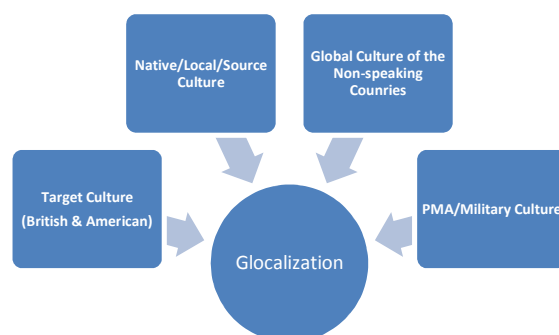 Native/Local/Source
Culture
Global Culture of the
Non-speaking
Counries
Target Culture
(British & American)
PMA/Military Culture
Glocalization